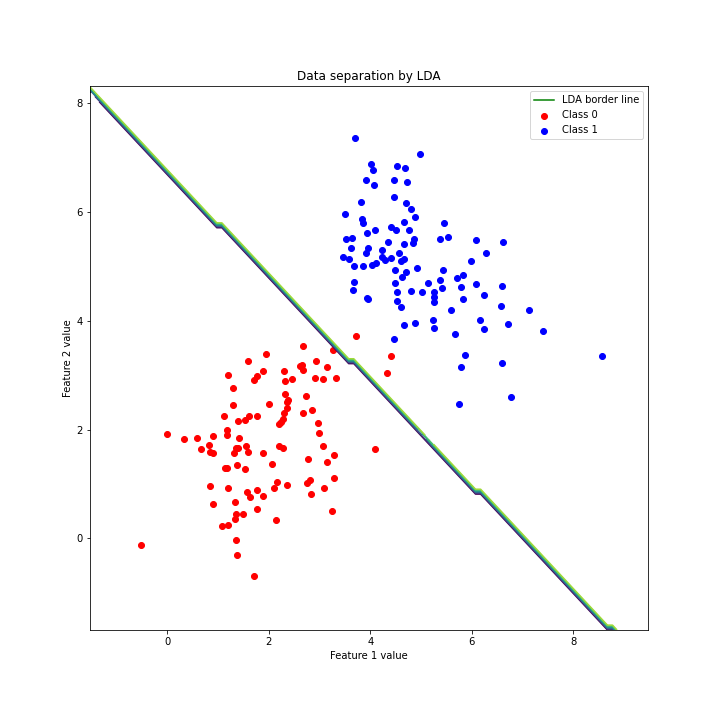 Data separation by LDA
LDA border line
Class 0
Class 1
Feature 2 value
8
6
4
2
0
0 2 4 6 8
Feature 1 value